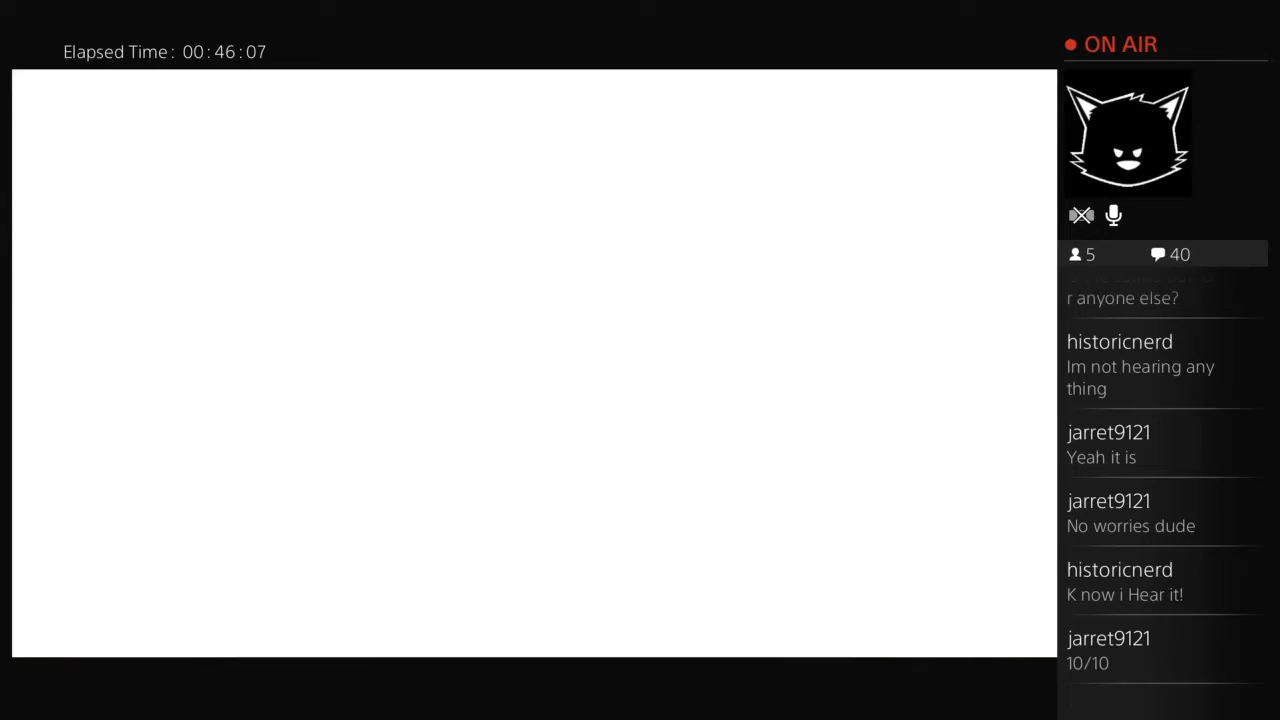 Elapsed Time: 00:46:07
ON AIR
5
40
r anyone else?
historicnerd
Im not hearing any
thing
jarret9121
Yeah it is
jarret9121
No worries dude
historicnerd
K now i Hear it!
jarret9121
10/10